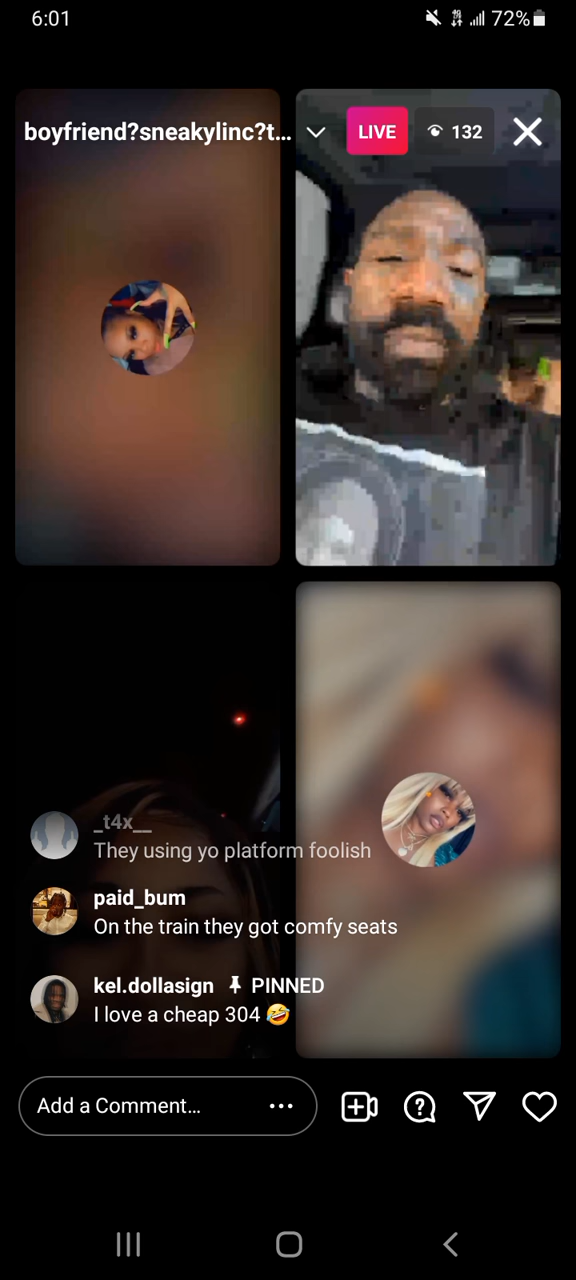 6:01
72%
boyfriend?sneakylinc?t...
LIVE
132
_t4x__
They using yo platform foolish
paid_bum
On the train they got comfy seats
kel.dollasign PINNED
I love a cheap 304 🤣
Add a Comment...